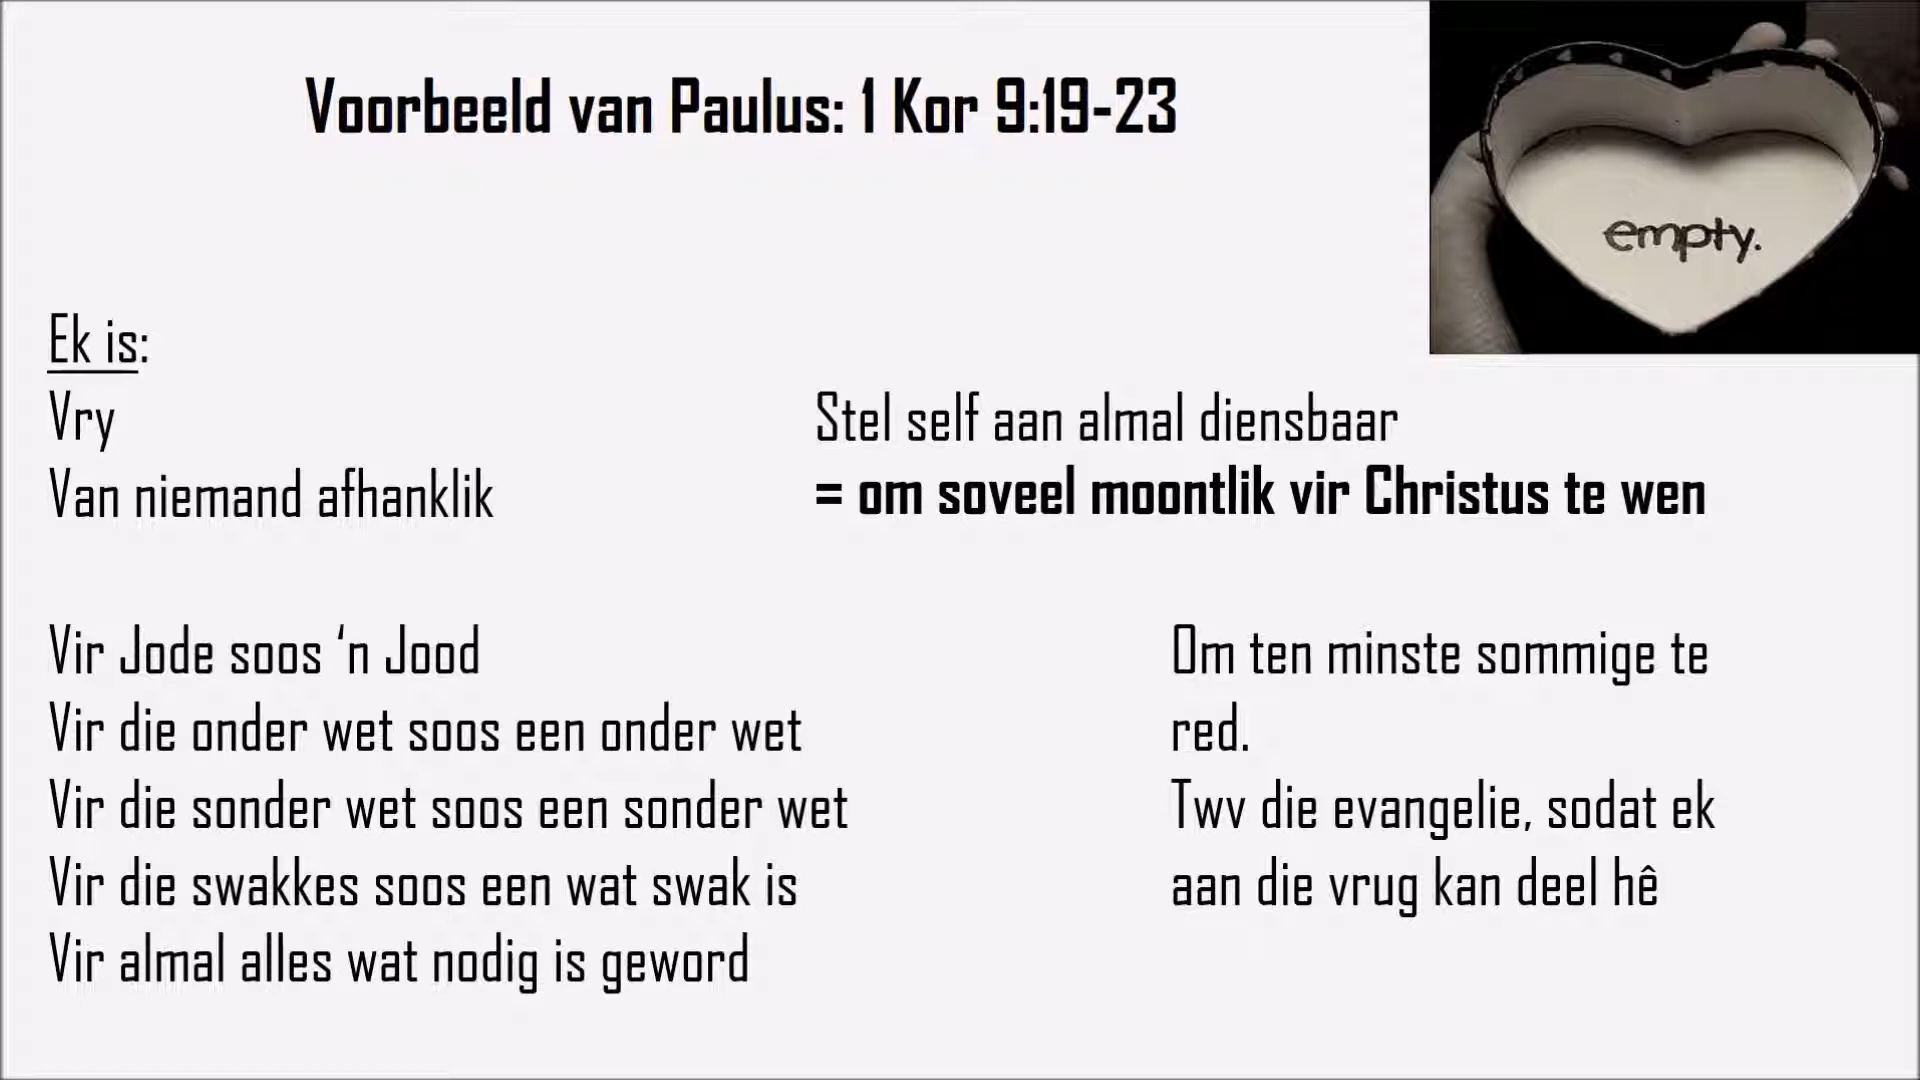 Voorbeeld van Paulus: 1 Kor 9:19-23
empty.
Ek is:
Vry
Van niemand afhanklik
Stel self aan almal diensbaar
= om soveel moontlik vir Christus te wen
Vir Jode soos ‘n Jood
Vir die onder wet soos een onder wet
Vir die sonder wet soos een sonder wet
Vir die swakkes soos een wat swak is
Vir almal alles wat nodig is geword
Om ten minste sommige te
red.
Twv die evangelie, sodat ek
aan die vrug kan deel hê